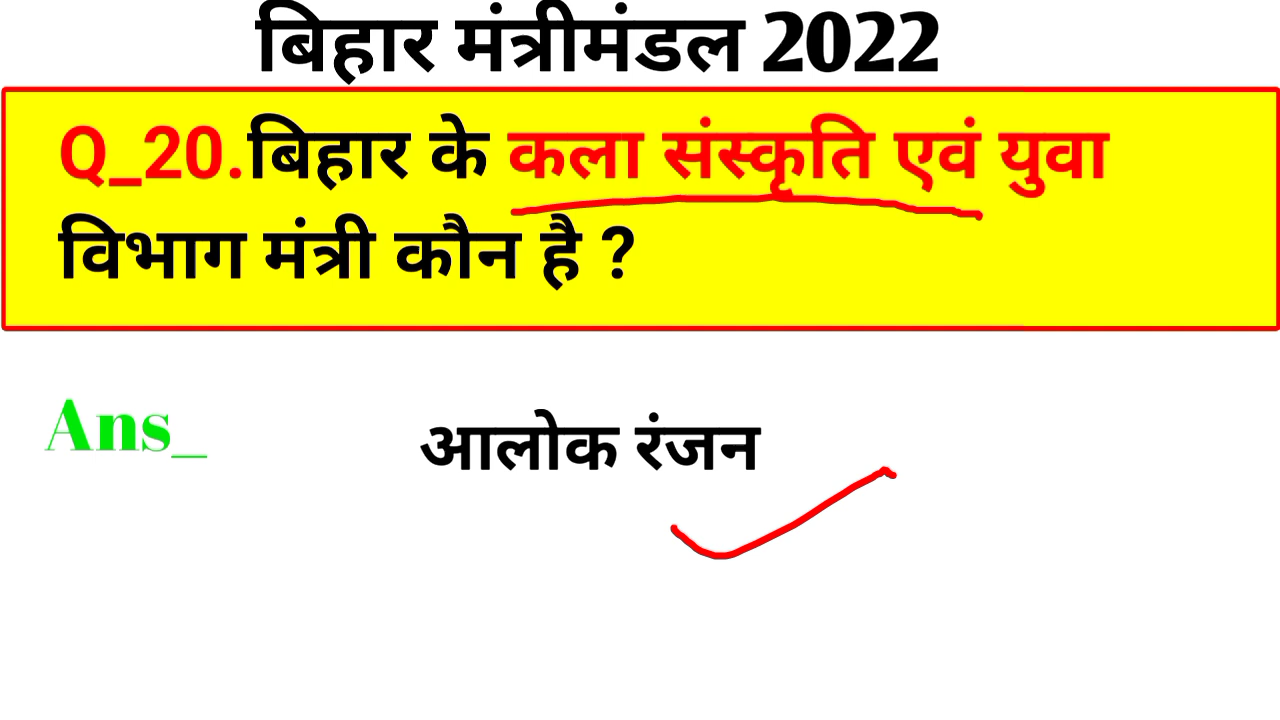 बिहार मंत्रीमंडल 2022
Q_20.बिहार के कला संस्कृति एवं युवा
विभाग मंत्री कौन है ?
Ans_ आलोक रंजन